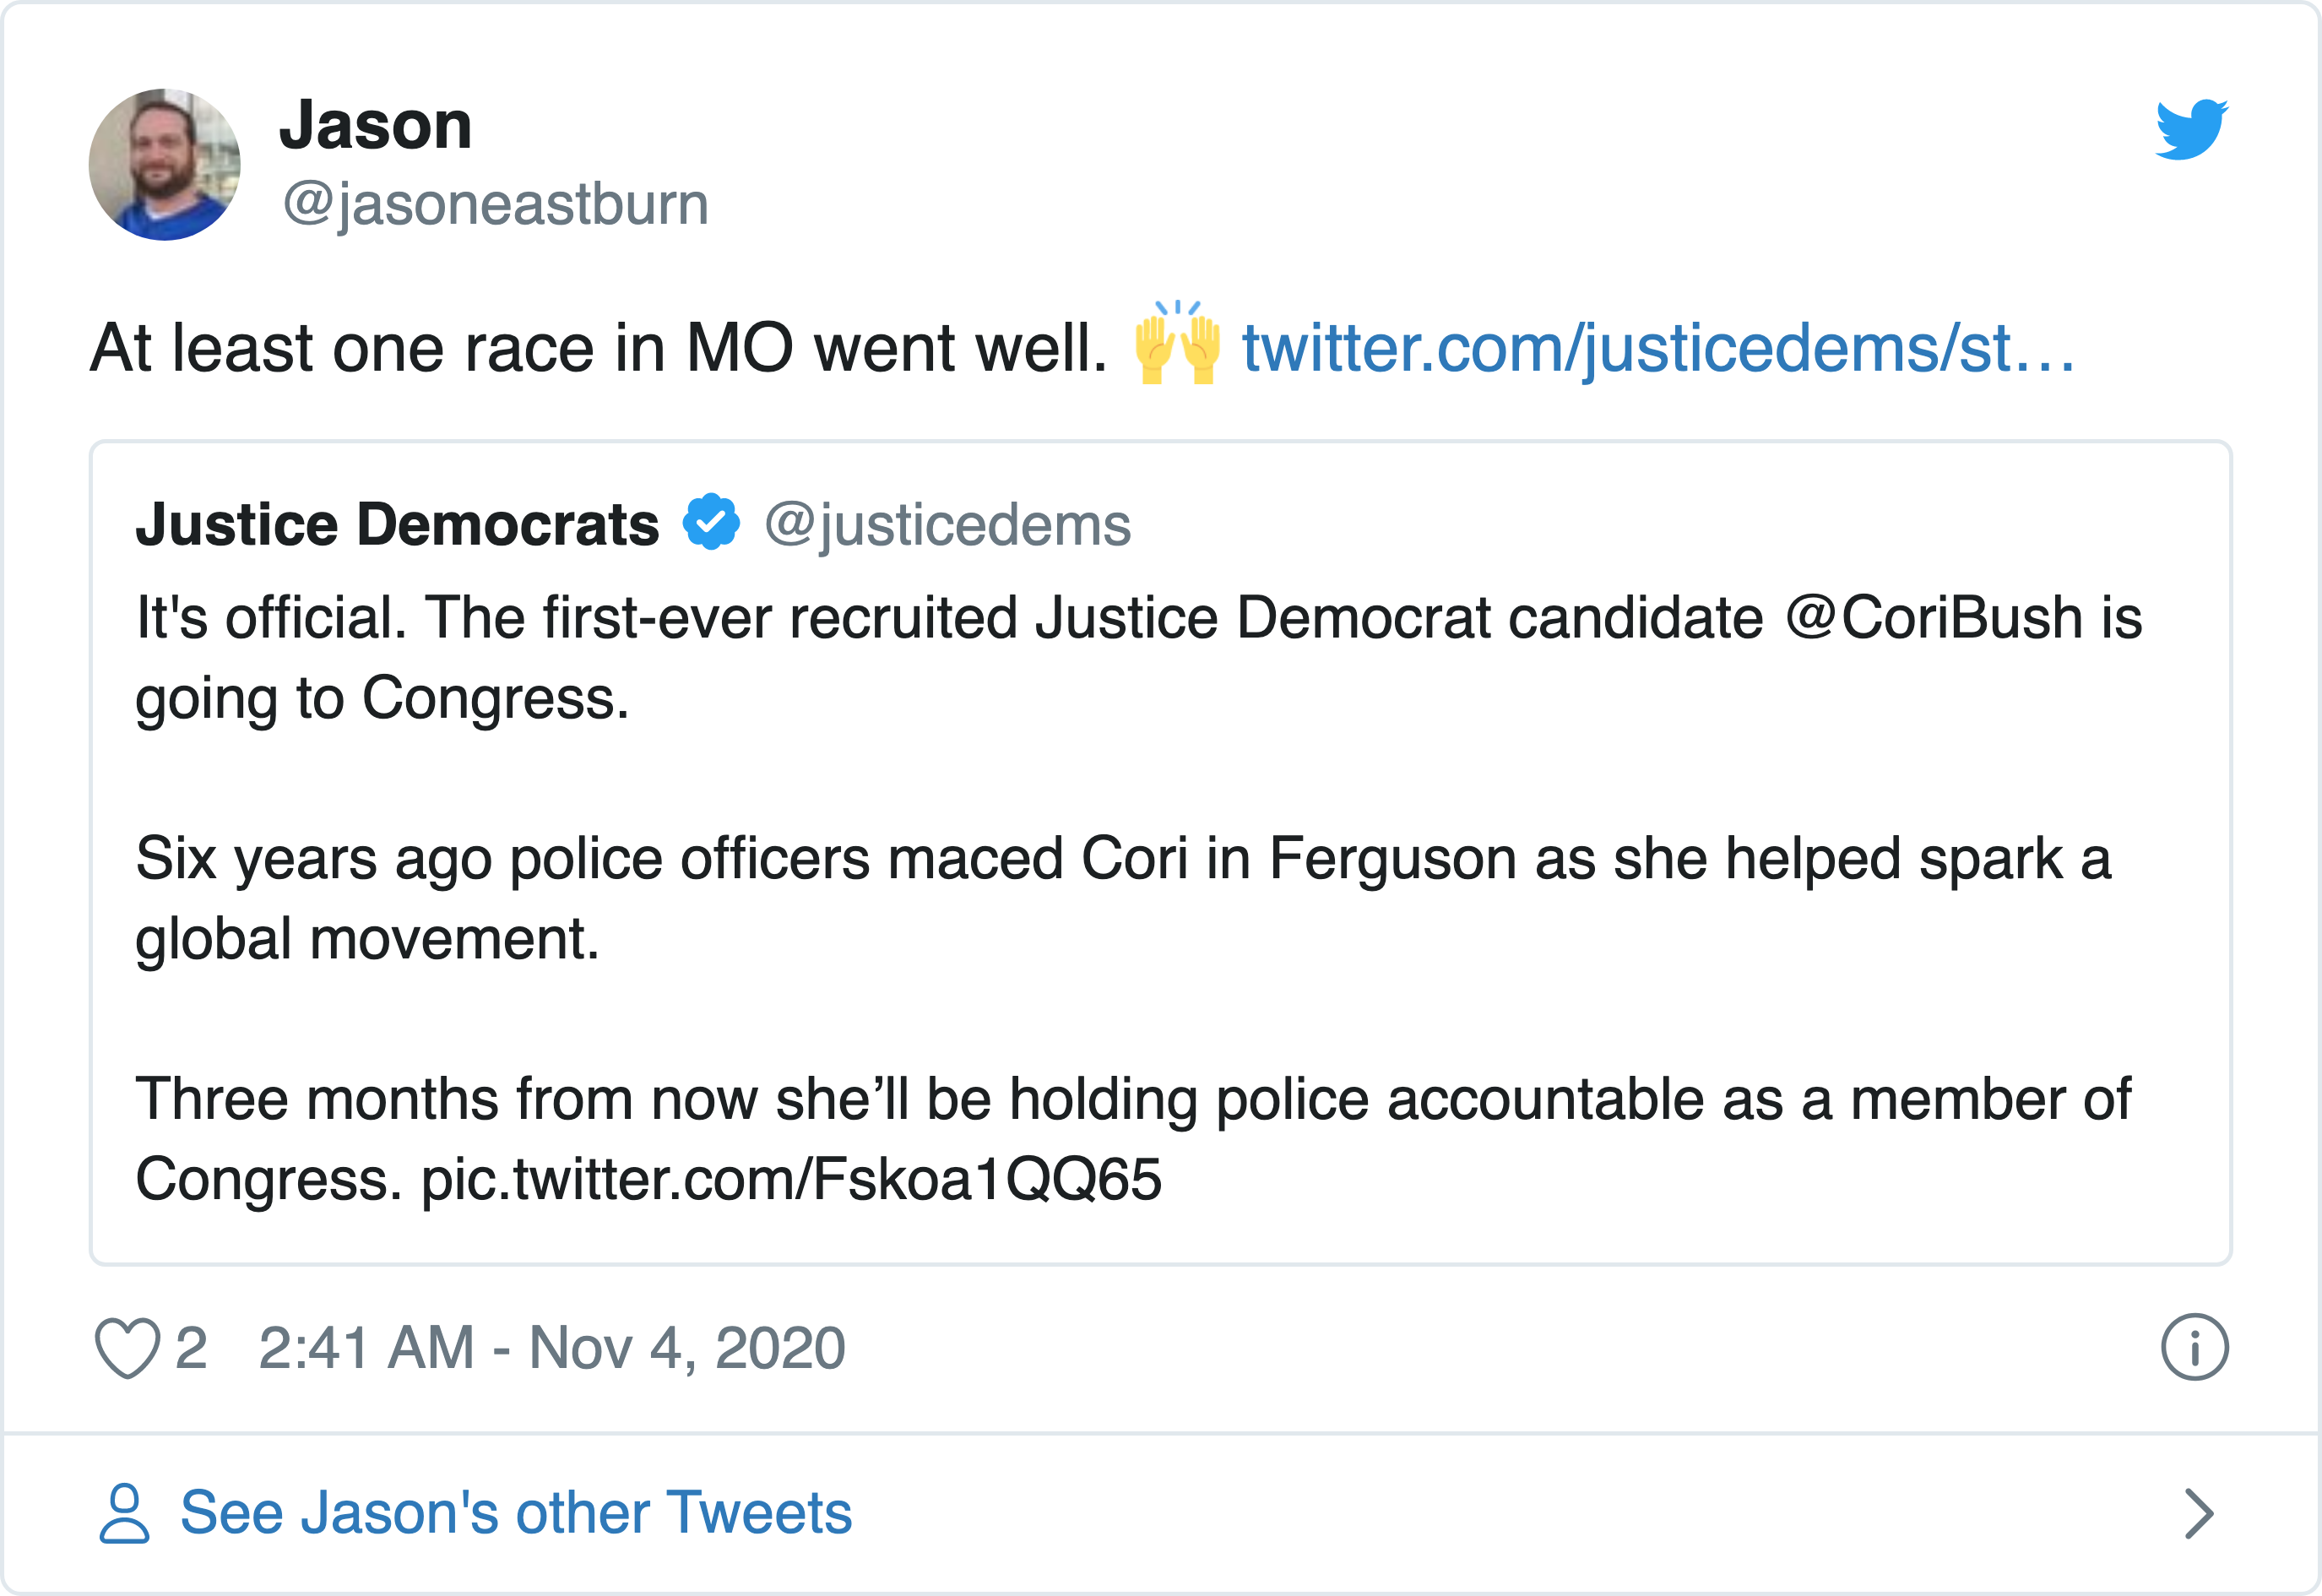 Jason
@jasoneastburn
At least one race in MO went well. 🙌 twitter.com/justicedems/st…
Justice Democrats @justicedems
It's official. The first-ever recruited Justice Democrat candidate @CoriBush is
going to Congress.
Six years ago police officers maced Cori in Ferguson as she helped spark a
global movement.
Three months from now she’ll be holding police accountable as a member of
Congress. pic.twitter.com/Fskoa1QQ65
2 2:41 AM - Nov 4, 2020
See Jason's other Tweets